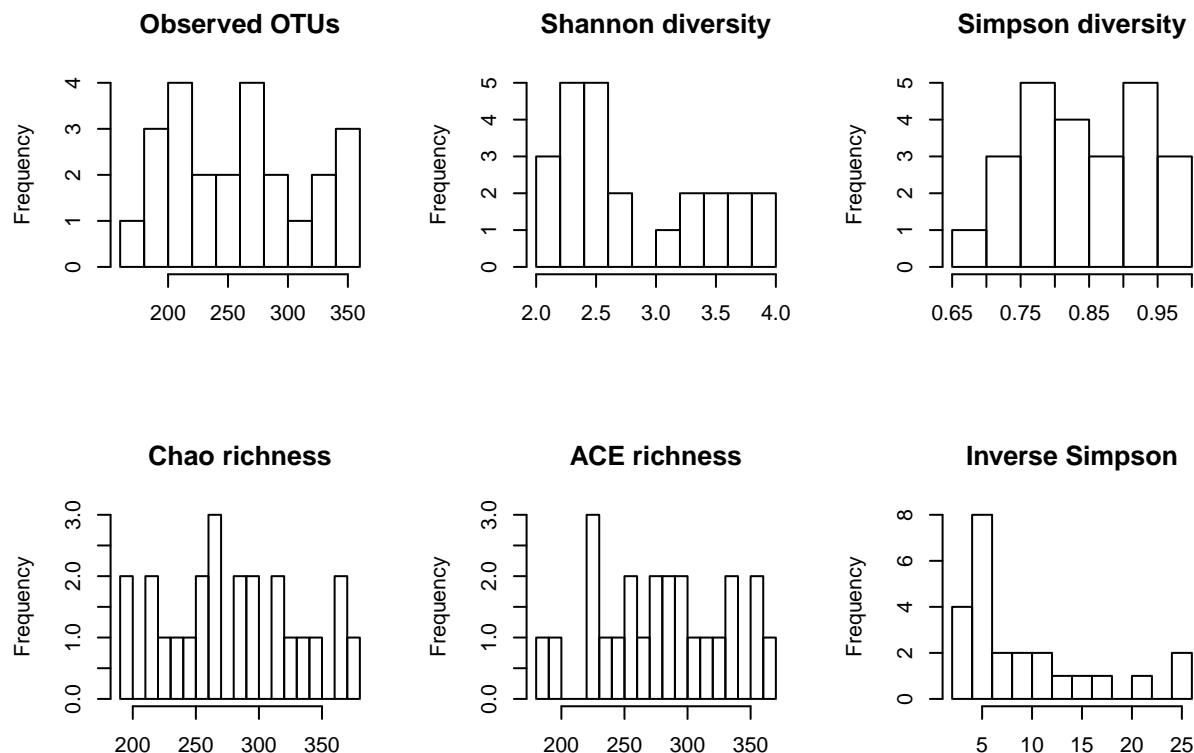 Observed OTUs
Frequency
0 1 2 3 4
200 250 300 350
Shannon diversity
Frequency
0 1 2 3 4 5
2.0 2.5 3.0 3.5 4.0
Simpson diversity
Frequency
0 1 2 3 4 5
0.65 0.75 0.85 0.95
Chao richness
Frequency
0.0 1.0 2.0 3.0
200 250 300 350
ACE richness
Frequency
0.0 1.0 2.0 3.0
200 250 300 350
Inverse Simpson
Frequency
0 2 4 6 8
5 10 15 20 25